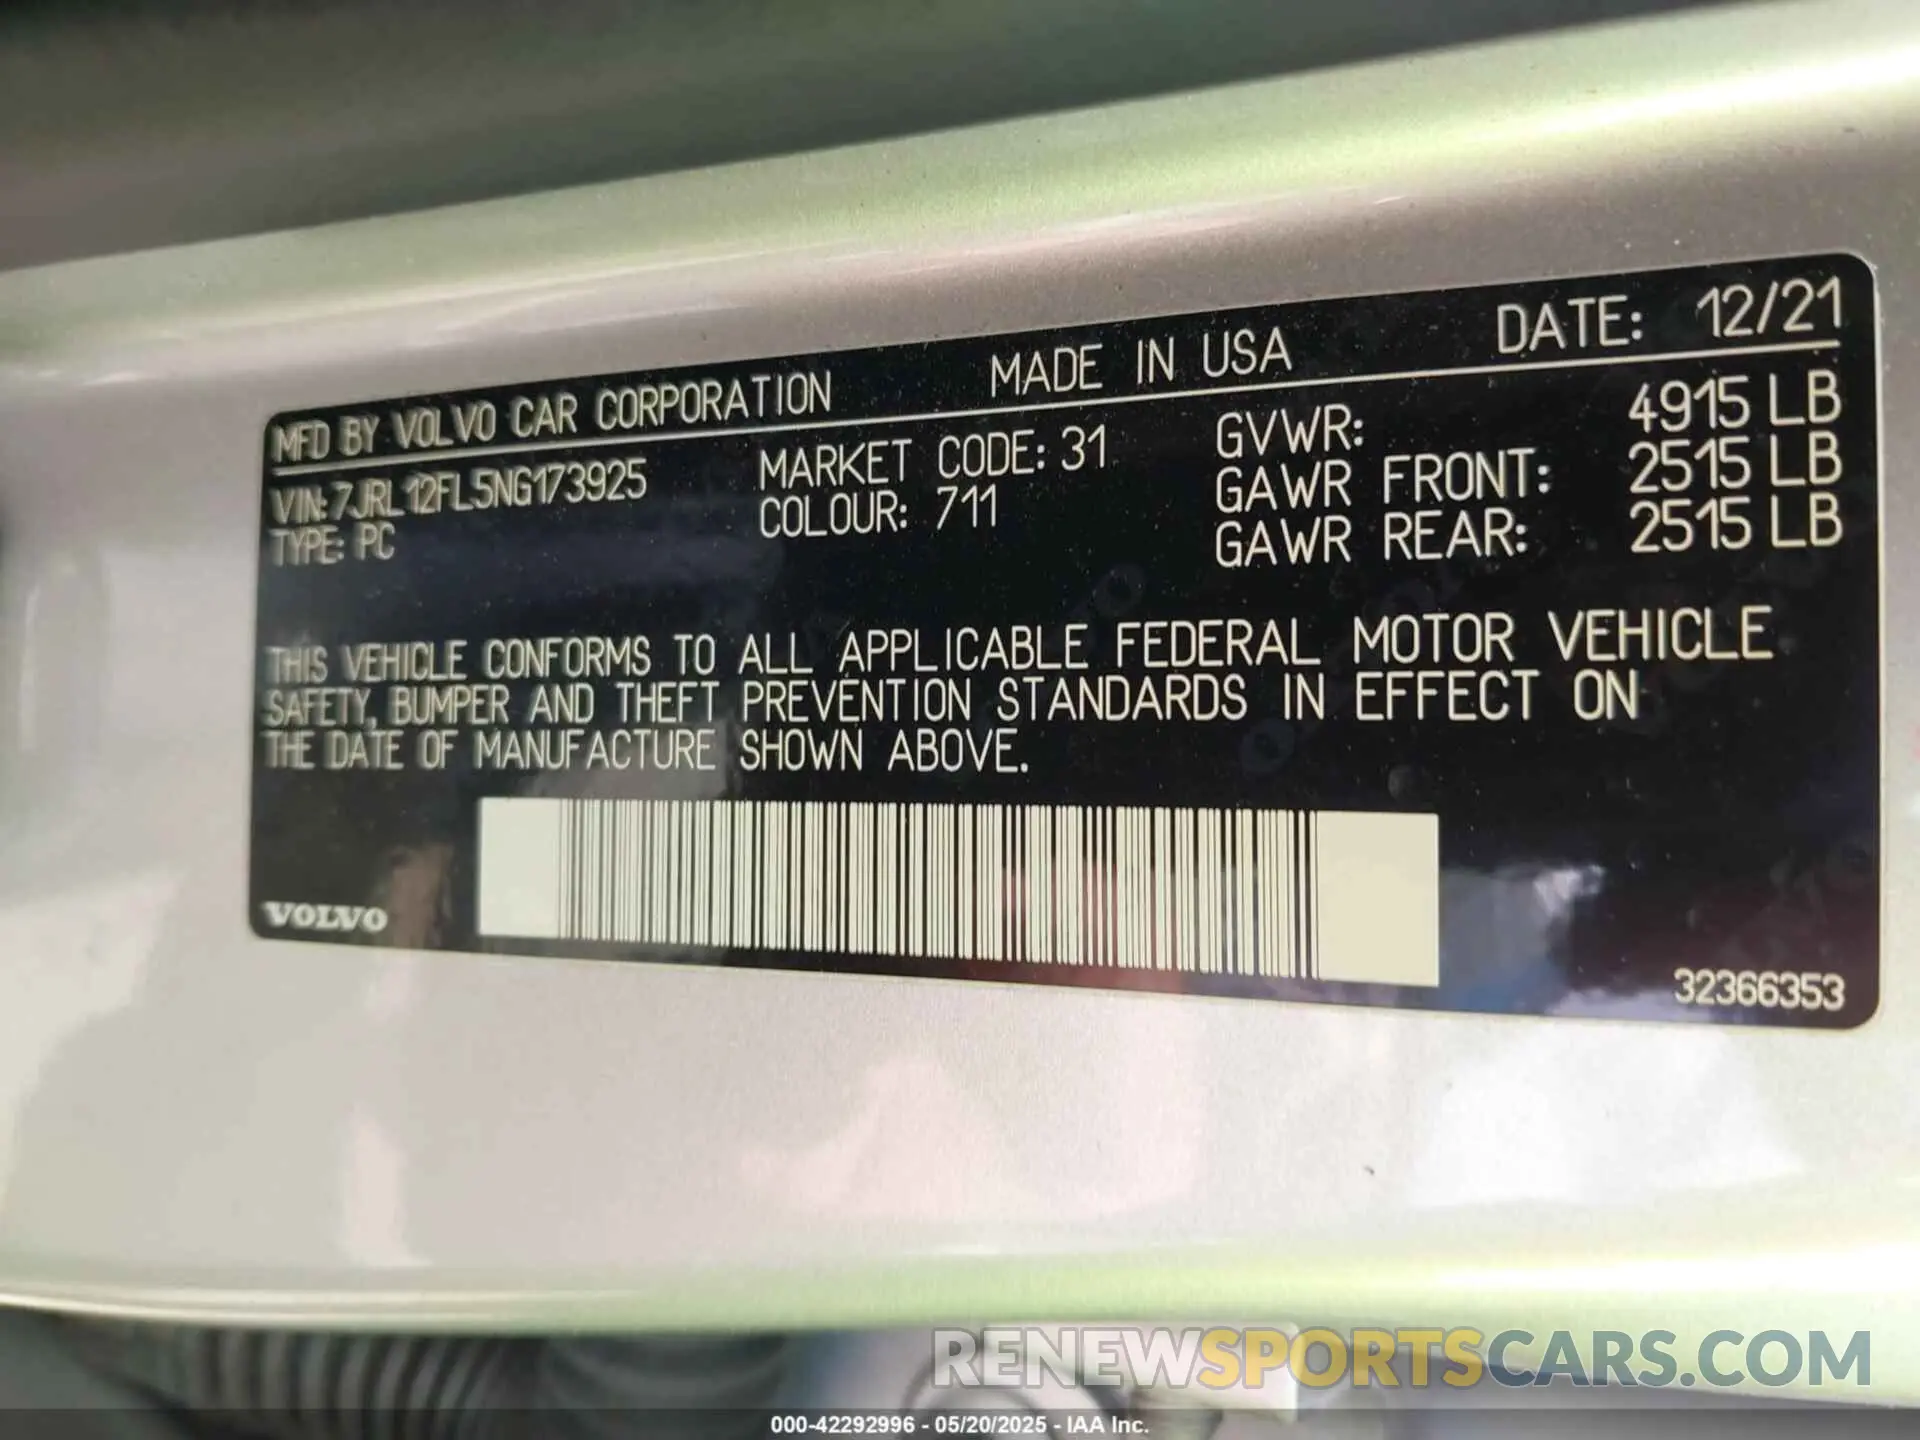 MFD BY VOLVO CAR CORPORATION MADE IN USA DATE: 12/21
VIN: 7JRL12FL5NG173925 MARKET CODE: 31 GVWR: 4915 LB
TYPE: PC COLOUR: 711 GAWR FRONT: 2515 LB
GAWR REAR: 2515 LB
THIS VEHICLE CONFORMS TO ALL APPLICABLE FEDERAL MOTOR VEHICLE
SAFETY, BUMPER AND THEFT PREVENTION STANDARDS IN EFFECT ON
THE DATE OF MANUFACTURE SHOWN ABOVE.
VOLVO
32366353
RENEWSPORTSCARS.COM
000-42292996 - 05/20/2025 - IAA Inc.